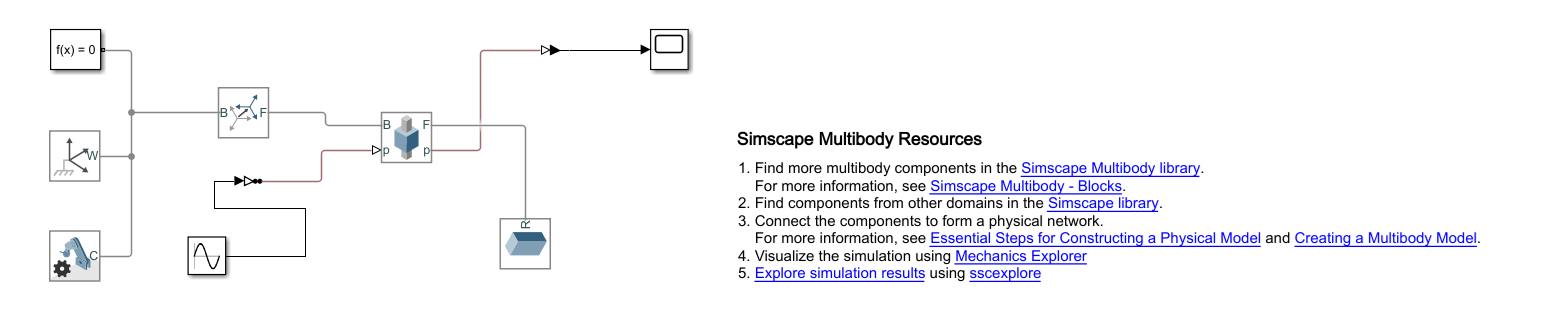 f(x) = 0
B F
B F
p p
W
C
R
Simscape Multibody Resources
1. Find more multibody components in the Simscape Multibody library.
For more information, see Simscape Multibody - Blocks.
2. Find components from other domains in the Simscape library.
3. Connect the components to form a physical network.
For more information, see Essential Steps for Constructing a Physical Model and Creating a Multibody Model.
4. Visualize the simulation using Mechanics Explorer
5. Explore simulation results using sscexplore